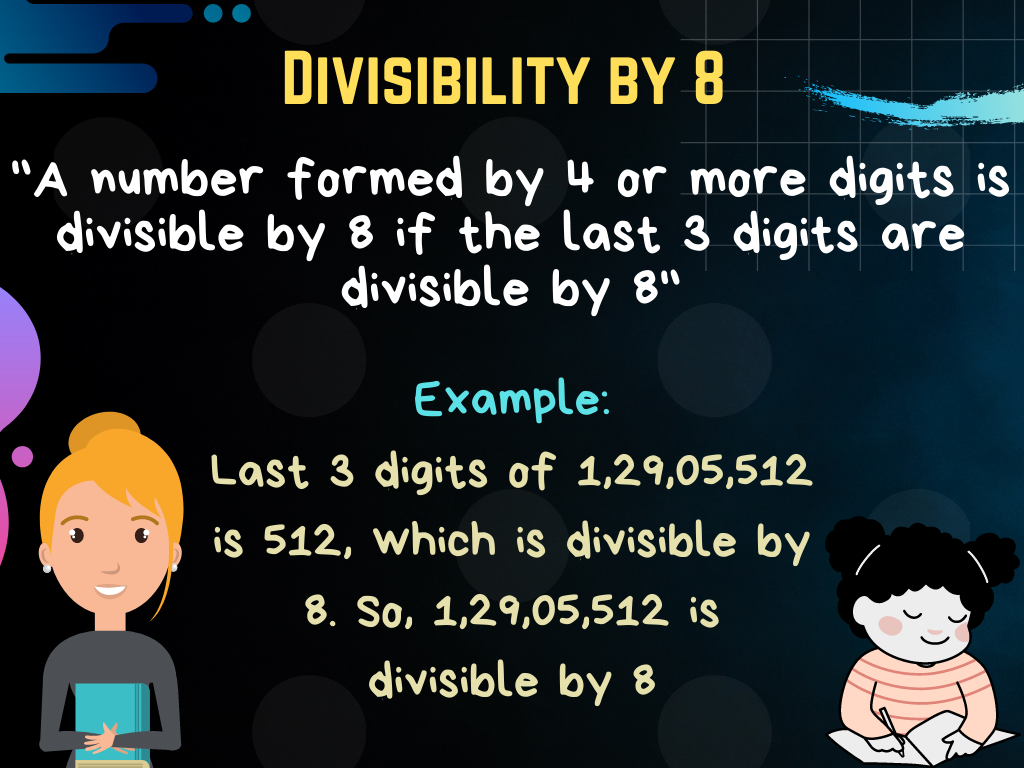 Divisibility by 8
"A number formed by 4 or more digits is
divisible by 8 if the last 3 digits are
divisible by 8"
Example:
Last 3 digits of 1,29,05,512
is 512, which is divisible by
8. So, 1,29,05,512 is
divisible by 8